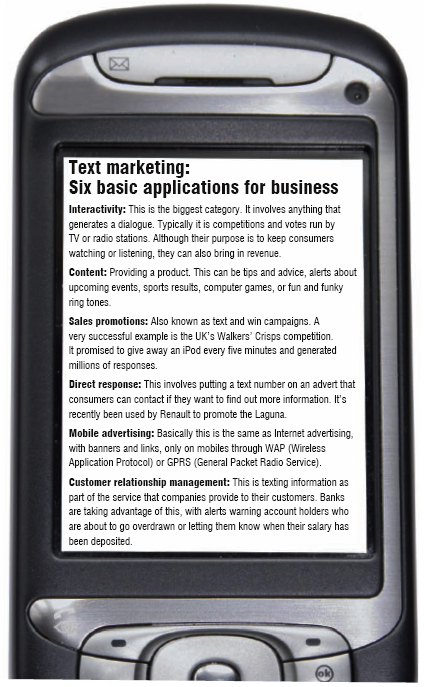 Text marketing:
Six basic applications for business
Interactivity: This is the biggest category. It involves anything that
generates a dialogue. Typically it is competitions and votes run by
TV or radio stations. Although their purpose is to keep consumers
watching or listening, they can also bring in revenue.
Content: Providing a product. This can be tips and advice, alerts about
upcoming events, sports results, computer games, or fun and funky
ring tones.
Sales promotions: Also known as text and win campaigns. A
very successful example is the UK's Walkers' Crisps competition.
It promised to give away an iPod every five minutes and generated
millions of responses.
Direct response: This involves putting a text number on an advert that
consumers can contact if they want to find out more information. It's
recently been used by Renault to promote the Laguna.
Mobile advertising: Basically this is the same as Internet advertising,
with banners and links, only on mobiles through WAP (Wireless
Application Protocol) or GPRS (General Packet Radio Service).
Customer relationship management: This is texting information as
part of the service that companies provide to their customers. Banks
are taking advantage of this, with alerts warning account holders who
are about to go overdrawn or letting them know when their salary has
been deposited.
ok